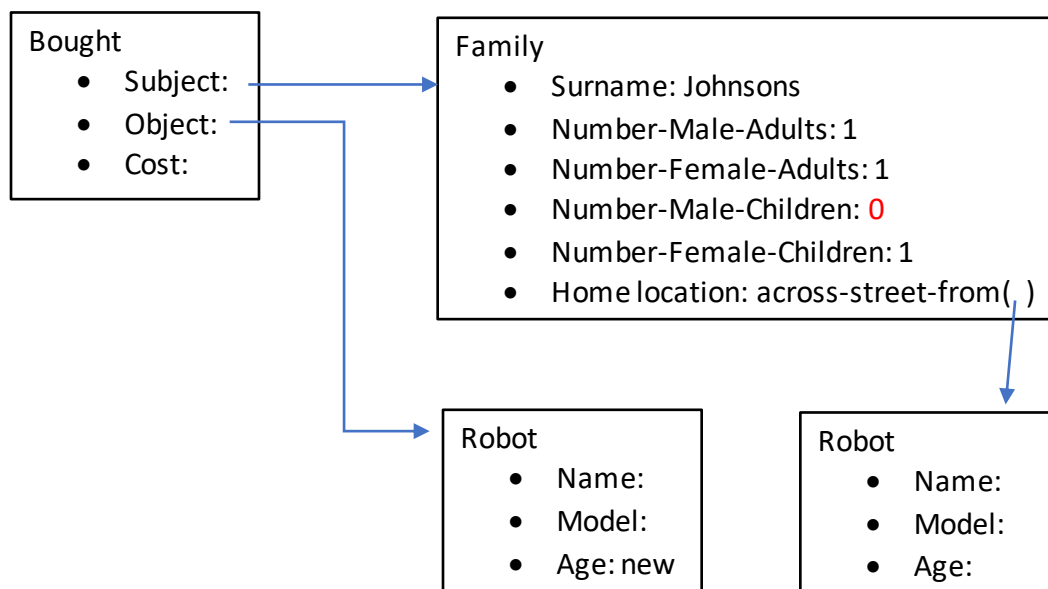 Bought
• Subject:
• Object:
• Cost:
Family
• Surname: Johnsons
• Number-Male-Adults: 1
• Number-Female-Adults: 1
• Number-Male-Children: 0
• Number-Female-Children: 1
• Home location: across-street-from( )
Robot
• Name:
• Model:
• Age: new
Robot
• Name:
• Model:
• Age: